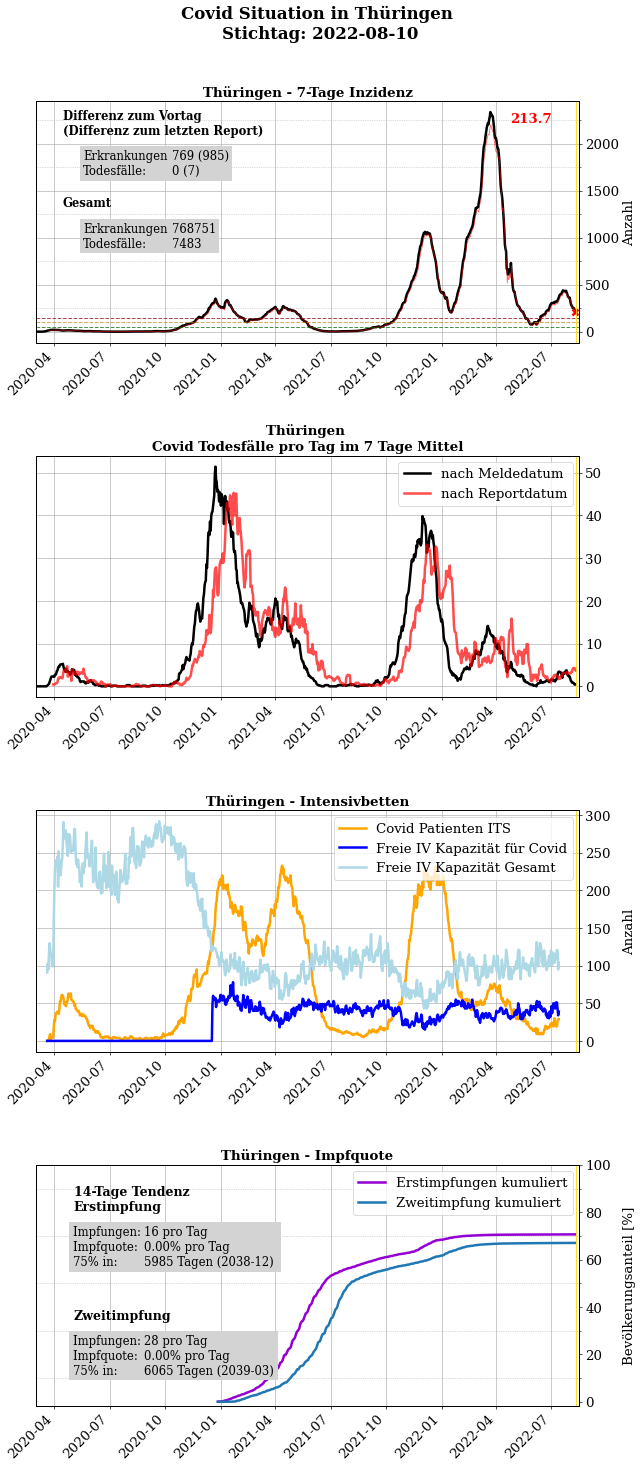 Covid Situation in Thüringen
Stichtag: 2022-08-10
Thüringen - 7-Tage Inzidenz
Differenz zum Vortag
(Differenz zum letzten Report)
Erkrankungen 769 (985)
Todesfälle: 0 (7)
Gesamt
Erkrankungen 768751
Todesfälle: 7483
213.7
2000
1500
1000
500
0
Anzahl
2020-04 2020-07 2020-10 2021-01 2021-04 2021-07 2021-10 2022-01 2022-04 2022-07
Thüringen
Covid Todesfälle pro Tag im 7 Tage Mittel
nach Meldedatum
nach Reportdatum
50
40
30
20
10
0
2020-04 2020-07 2020-10 2021-01 2021-04 2021-07 2021-10 2022-01 2022-04 2022-07
Thüringen - Intensivbetten
Covid Patienten ITS
Freie IV Kapazität für Covid
Freie IV Kapazität Gesamt
300
250
200
150
100
50
0
Anzahl
2020-04 2020-07 2020-10 2021-01 2021-04 2021-07 2021-10 2022-01 2022-04 2022-07
Thüringen - Impfquote
14-Tage Tendenz
Erstimpfung
Impfungen: 16 pro Tag
Impfquote: 0.00% pro Tag
75% in: 5985 Tagen (2038-12)
Zweitimpfung
Impfungen: 28 pro Tag
Impfquote: 0.00% pro Tag
75% in: 6065 Tagen (2039-03)
Erstimpfungen kumuliert
Zweitimpfung kumuliert
100
80
60
40
20
0
Bevölkerungsanteil [%]
2020-04 2020-07 2020-10 2021-01 2021-04 2021-07 2021-10 2022-01 2022-04 2022-07